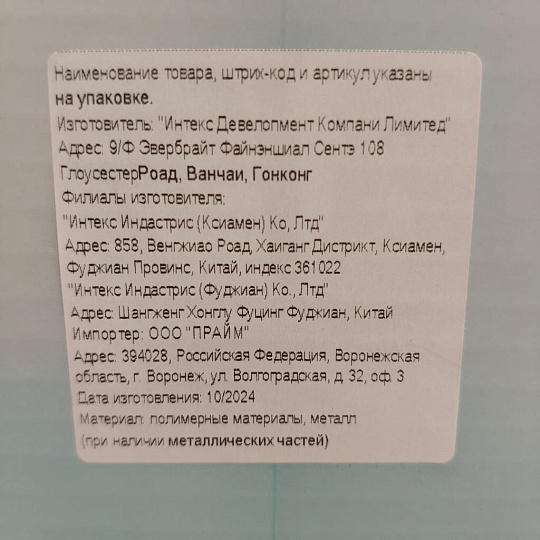 Наименование товара, штрих-код и артикул указаны
на упаковке.
Изготовитель: "Интекс Девелопмент Компани Лимитед"
Адрес: 9/Ф Эвербрайт Файнэншиал Сентэ 108
ГлоусестерРоад, Ванчаи, Гонконг
Филиалы изготовителя:
"Интекс Индастрис (Ксиамен) Ко, Лтд"
Адрес: 858, Венгжиао Роад, Хаиганг Дистрикт, Ксиамен,
Фуджиан Провинс, Китай, индекс 361022
"Интекс Индастрис (Фуджиан) Ко., Лтд"
Адрес: Шангженг Хонглу Фуцинг Фуджиан, Китай
Импортер: ООО "ПРАЙМ"
Адрес: 394028, Российская Федерация, Воронежская
область, г. Воронеж, ул. Волгоградская, д. 32, оф. 3
Дата изготовления: 10/2024
Материал: полимерные материалы, металл
(при наличии металлических частей)